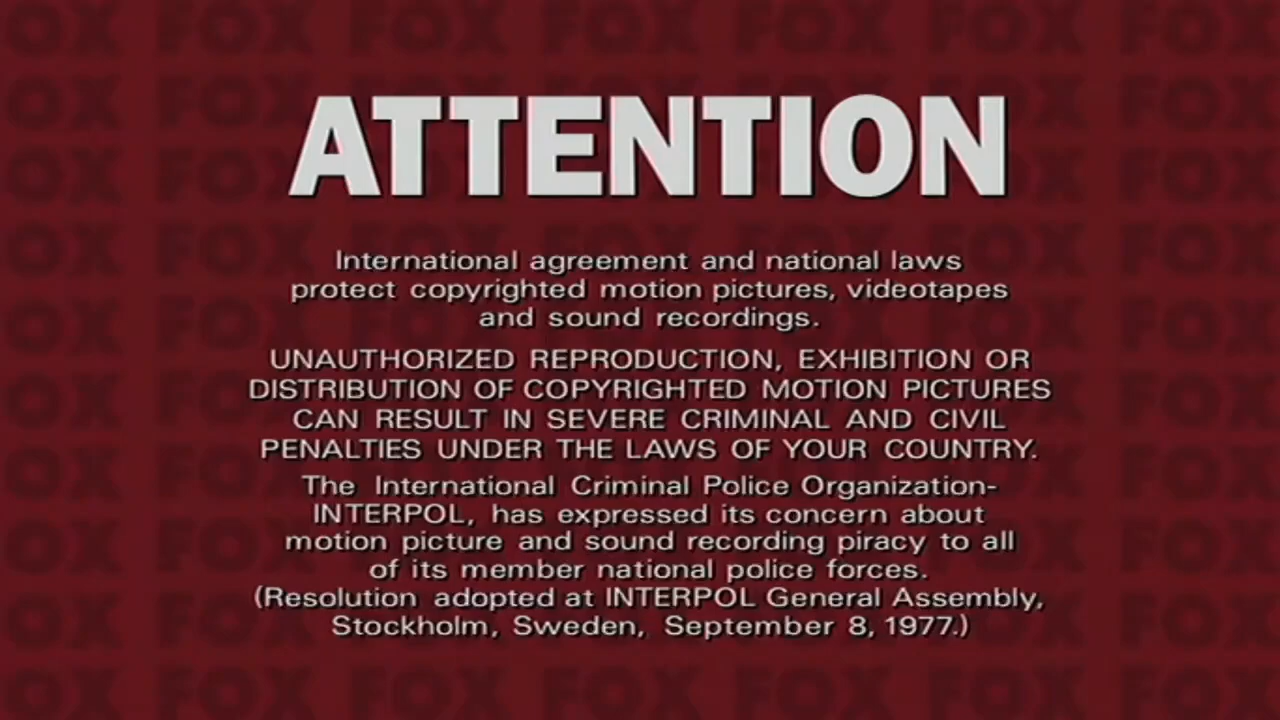 ATTENTION
International agreement and national laws
protect copyrighted motion pictures, videotapes
and sound recordings.
UNAUTHORIZED REPRODUCTION, EXHIBITION OR
DISTRIBUTION OF COPYRIGHTED MOTION PICTURES
CAN RESULT IN SEVERE CRIMINAL AND CIVIL
PENALTIES UNDER THE LAWS OF YOUR COUNTRY.
The International Criminal Police Organization-
INTERPOL, has expressed its concern about
motion picture and sound recording piracy to all
of its member national police forces.
(Resolution adopted at INTERPOL General Assembly,
Stockholm, Sweden, September 8, 1977.)